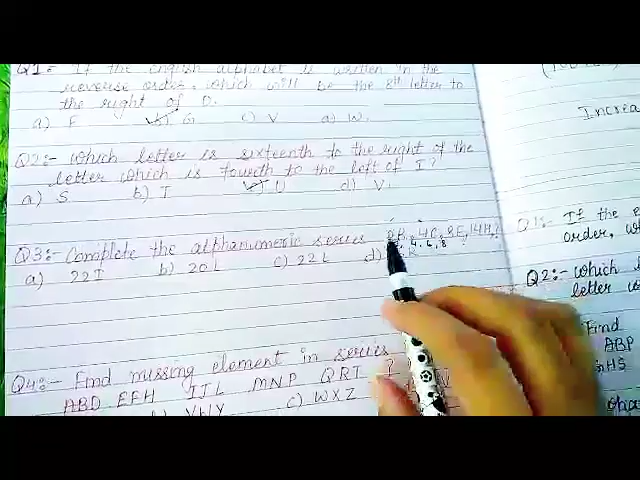 Q1:- If the english alphabet is written in the
reverse order, which will be the 8th letter to
the right of O.
a) F b) G c) V d) W.
Q2:- which letter is sixteenth to the right of the
letter which is fourth to the left of I?
a) S b) T c) U d) V.
Q3:- Complete the alphanumeric series 2B, 4C, 8E, 14H, ?
4, 6, 8
a) 22I b) 20L c) 22L d)
Q4:- Find missing element in series
ABD EFH IJL MNP QRT ?
b) c) WXZ d)
Increa
Q1:- If the e
order, w
Q2:- which
letter w
Find
ABP